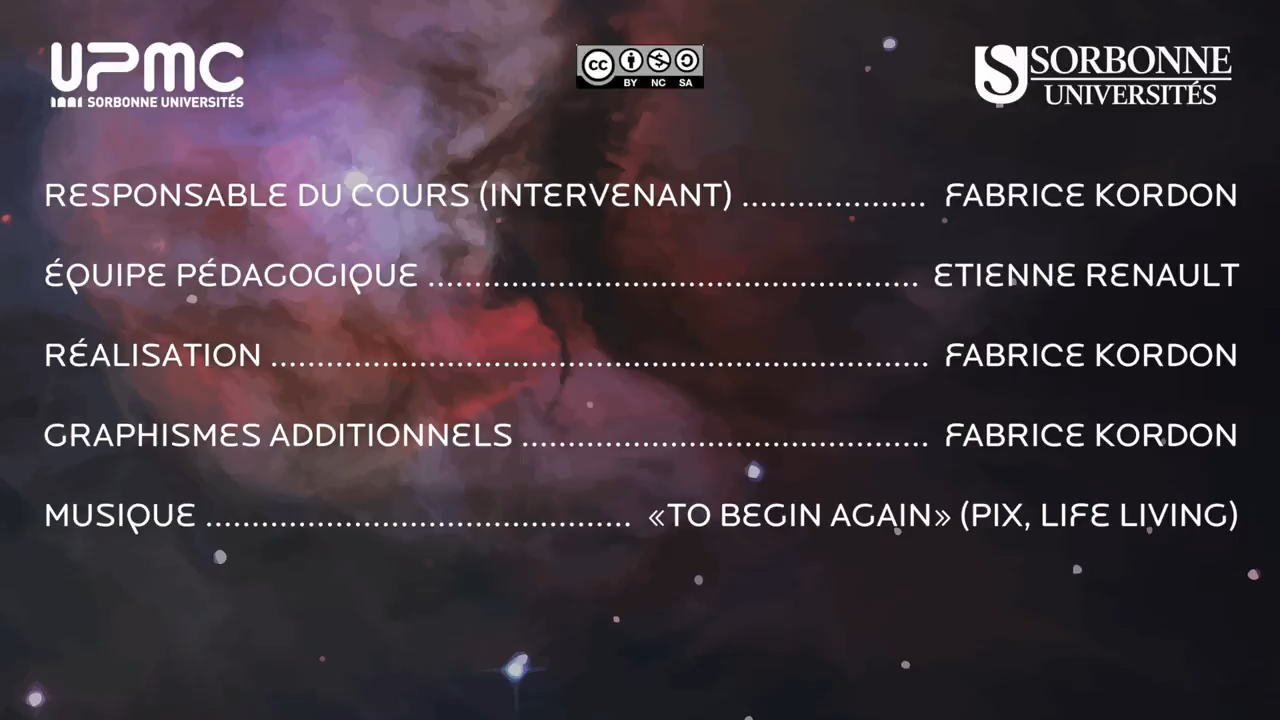 UPMC
SORBONNE UNIVERSITÉS
cc
BY NC SA
SORBONNE
UNIVERSITÉS
RESPONSABLE DU COURS (INTERVENANT) .................... FABRICE KORDON
ÉQUIPE PÉDAGOGIQUE ..................................................... ETIENNE RENAULT
RÉALISATION ....................................................................... FABRICE KORDON
GRAPHISMES ADDITIONNELS ............................................ FABRICE KORDON
MUSIQUE .............................................. «TO BEGIN AGAIN» (PIX, LIFE LIVING)